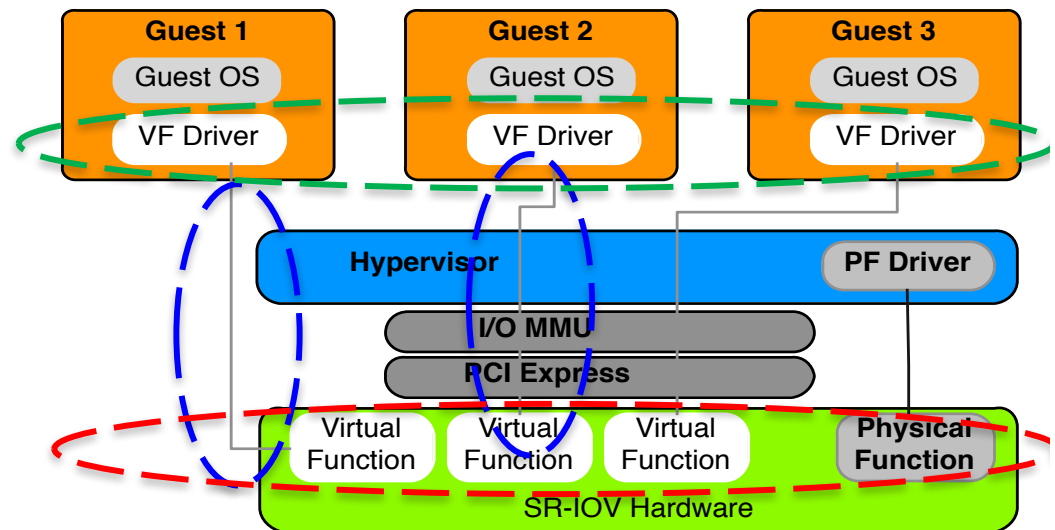 Guest 1
Guest OS
VF Driver
Guest 2
Guest OS
VF Driver
Guest 3
Guest OS
VF Driver
Hypervisor
PF Driver
I/O MMU
PCI Express
Virtual
Function
Virtual
Function
Virtual
Function
Physical
Function
SR-IOV Hardware